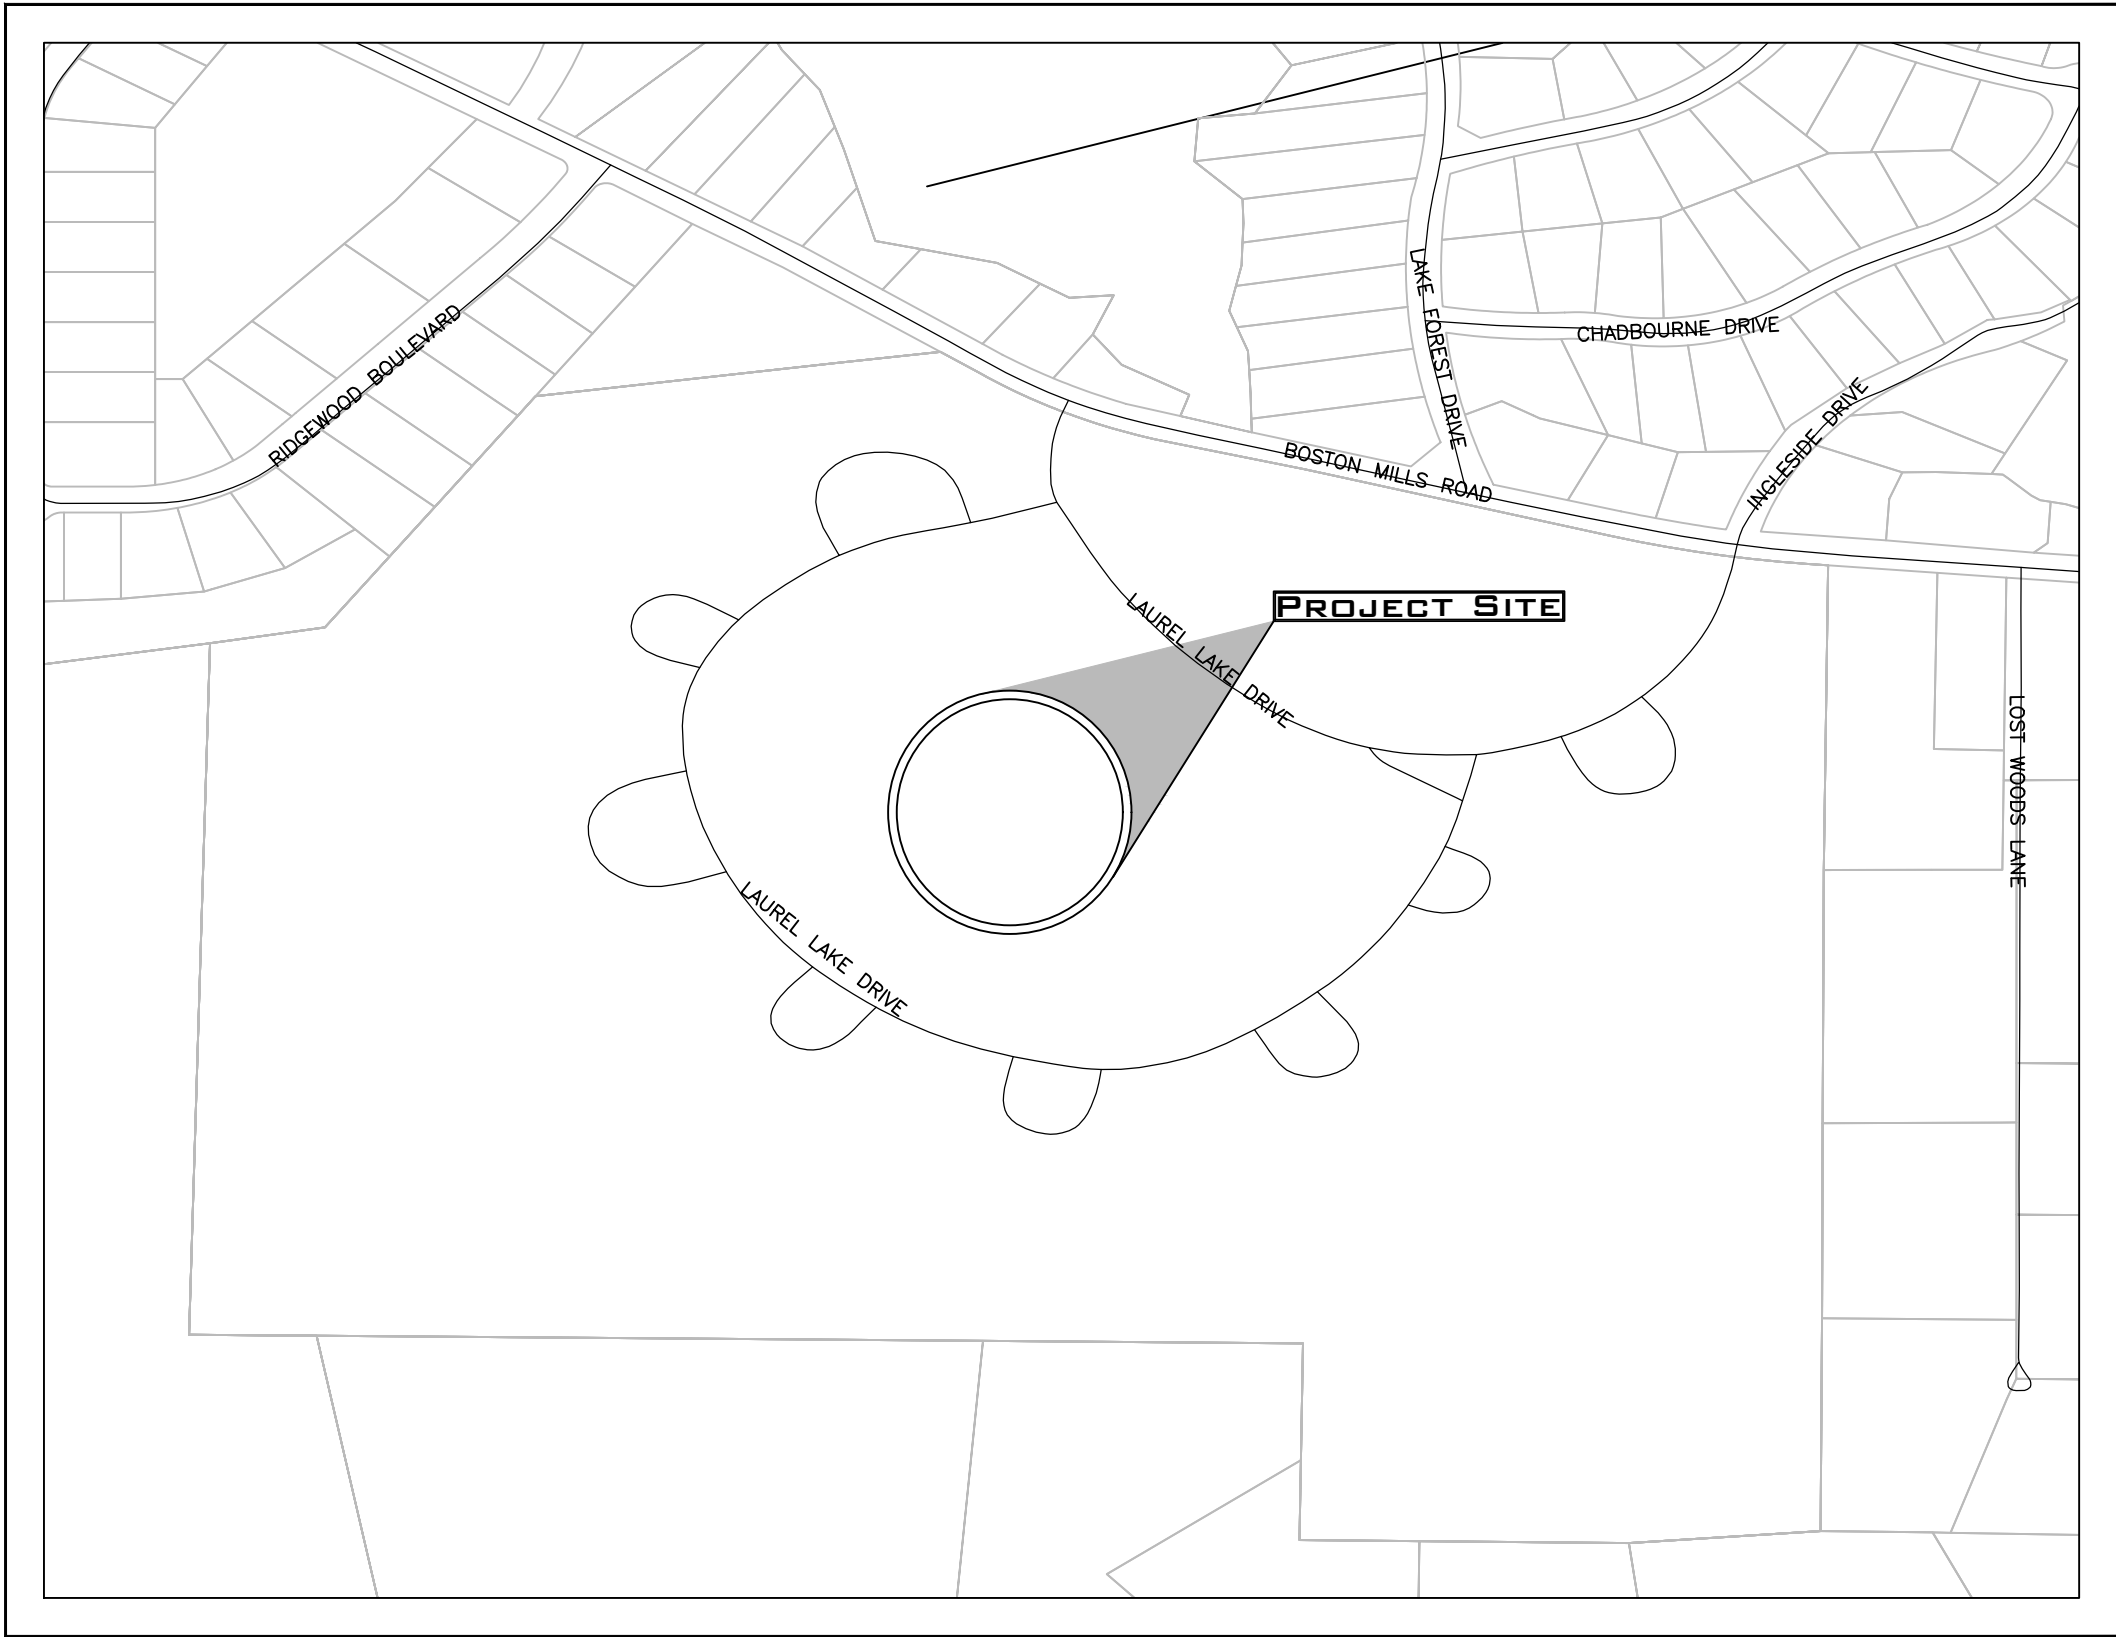 LAKE FOREST DRIVE
CHADBOURNE DRIVE
RIDGEWOOD BOULEVARD
BOSTON MILLS ROAD
INGLESIDE DRIVE
PROJECT SITE
LAUREL LAKE DRIVE
LOST WOODS LANE
LAUREL LAKE DRIVE